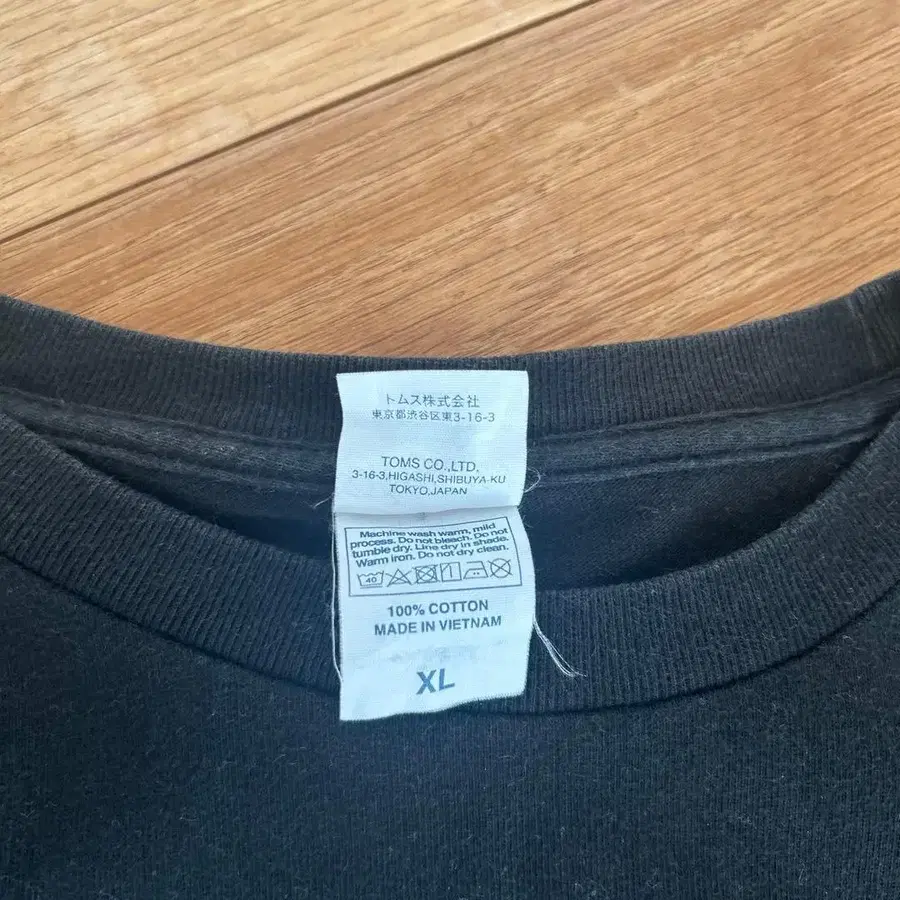 トムス株式会社
東京都渋谷区東3-16-3
TOMS CO.,LTD,
3-16-3,HIGASHI,SHIBUYA-KU
TOKYO,JAPAN
Machine wash warm, mild
process. Do not bleach. Do not
tumble dry. Line dry in shade.
Warm iron. Do not dry clean.
40
100% COTTON
MADE IN VIETNAM
XL